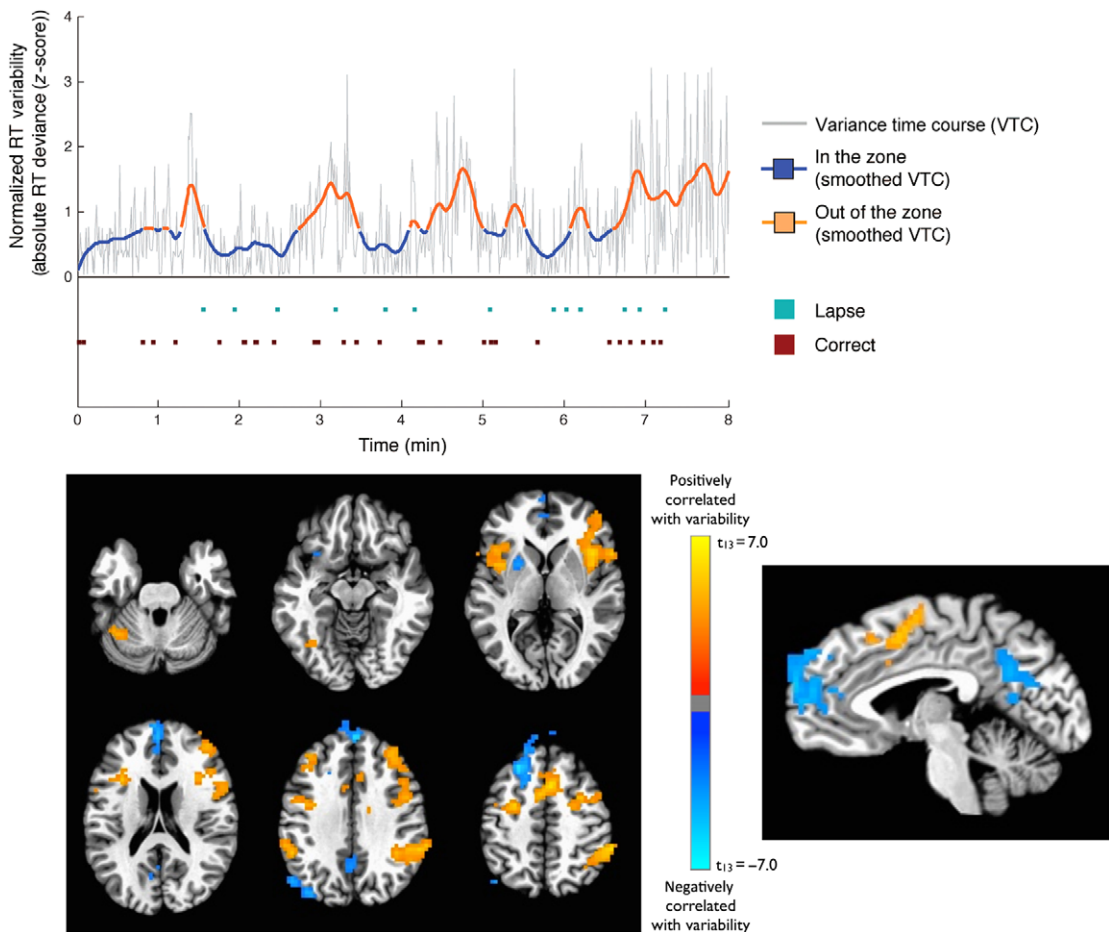 Normalized RT variability
(absolute RT deviance (z-score))
4
3
2
1
0
Variance time course (VTC)
In the zone
(smoothed VTC)
Out of the zone
(smoothed VTC)
Lapse
Correct
0 1 2 3 4 5 6 7 8
Time (min)
Positively
correlated
with variability
t13 = 7.0
t13 = −7.0
Negatively
correlated
with variability